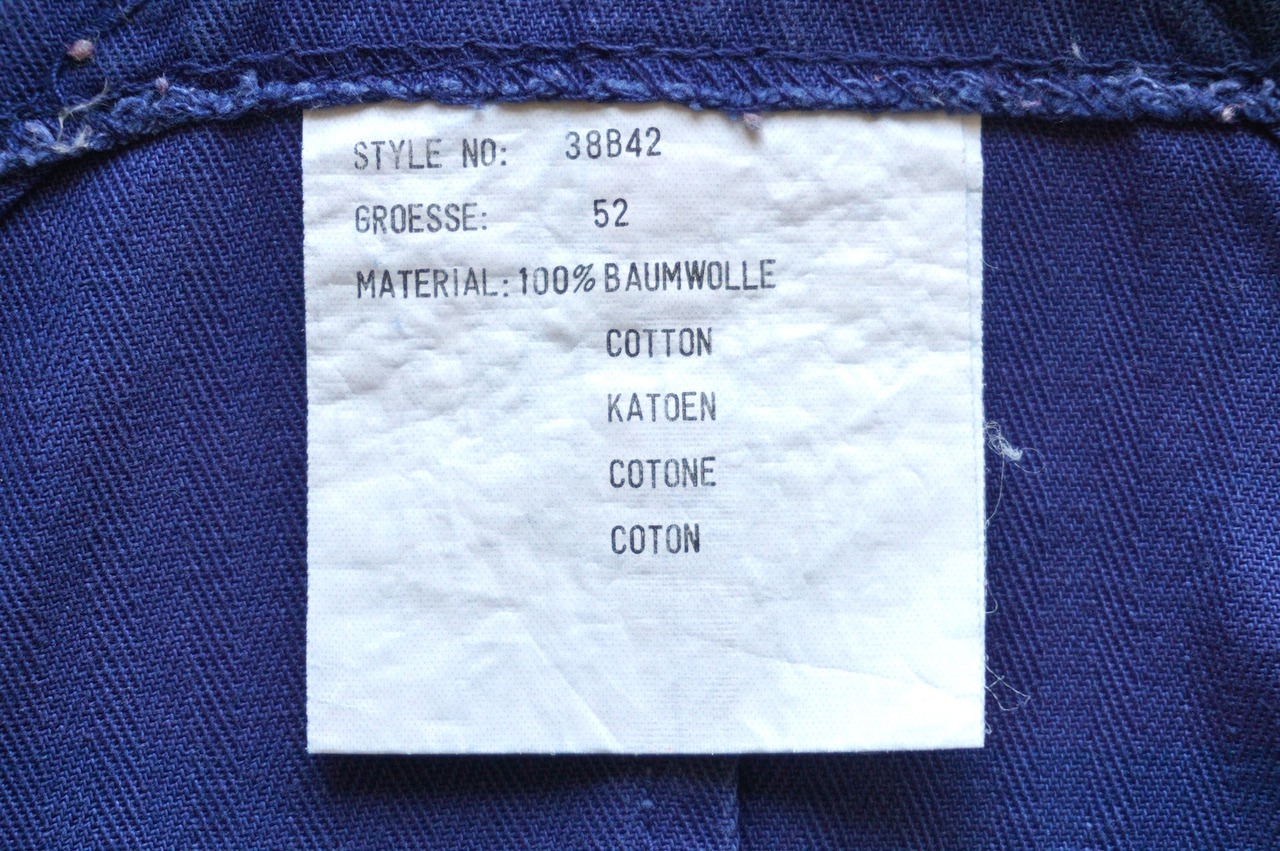 STYLE NO: 38B42
GROESSE: 52
MATERIAL: 100% BAUMWOLLE
COTTON
KATOEN
COTONE
COTON